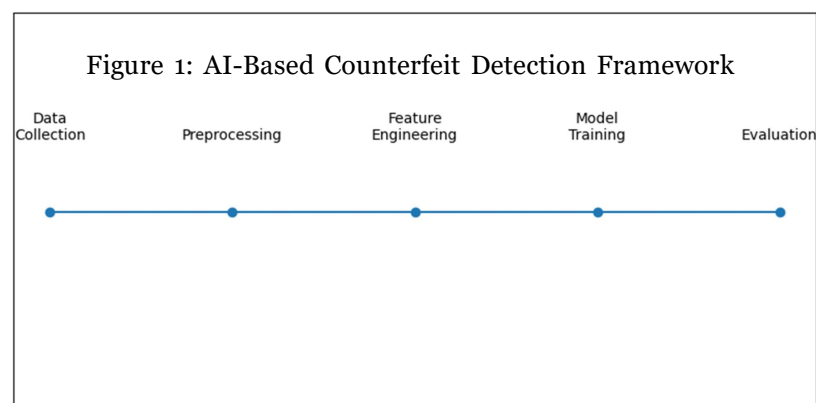 Figure 1: AI-Based Counterfeit Detection Framework
Data
Collection
Preprocessing
Feature
Engineering
Model
Training
Evaluation